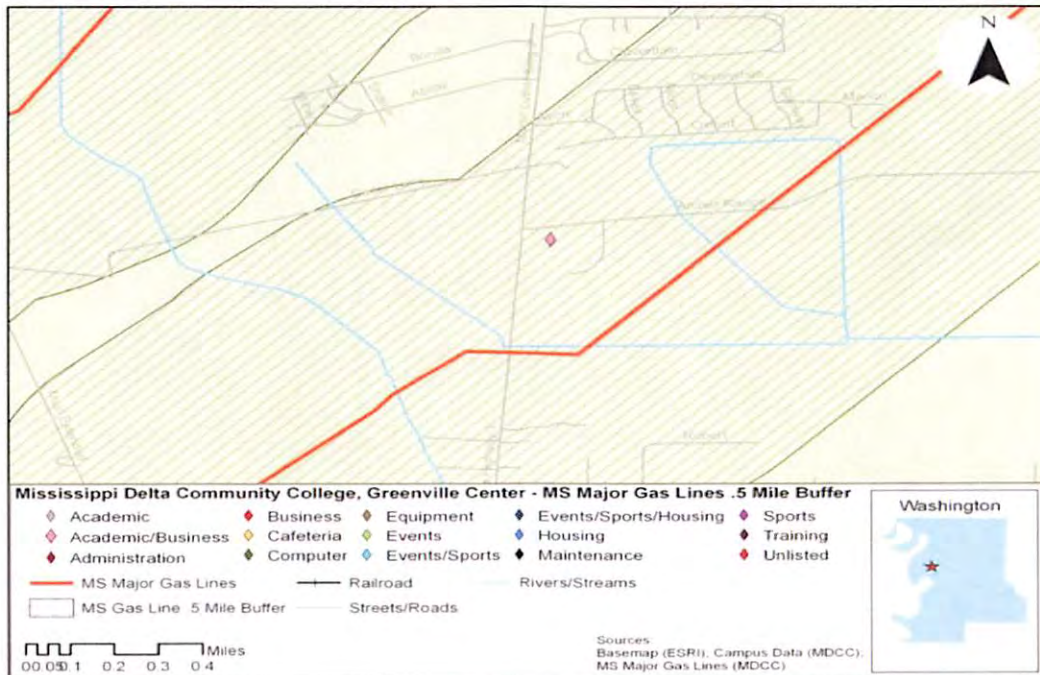 N
Marion
Oxford
Robert
Mississippi Delta Community College, Greenville Center - MS Major Gas Lines .5 Mile Buffer
Academic
Business
Equipment
Events/Sports/Housing
Sports
Academic/Business
Cafeteria
Events
Housing
Training
Administration
Computer
Events/Sports
Maintenance
Unlisted
MS Major Gas Lines
Railroad
Rivers/Streams
MS Gas Line .5 Mile Buffer
Streets/Roads
Miles
0 0.05 0.1 0.2 0.3 0.4
Sources
Basemap (ESRI), Campus Data (MDCC),
MS Major Gas Lines (MDCC)
Washington